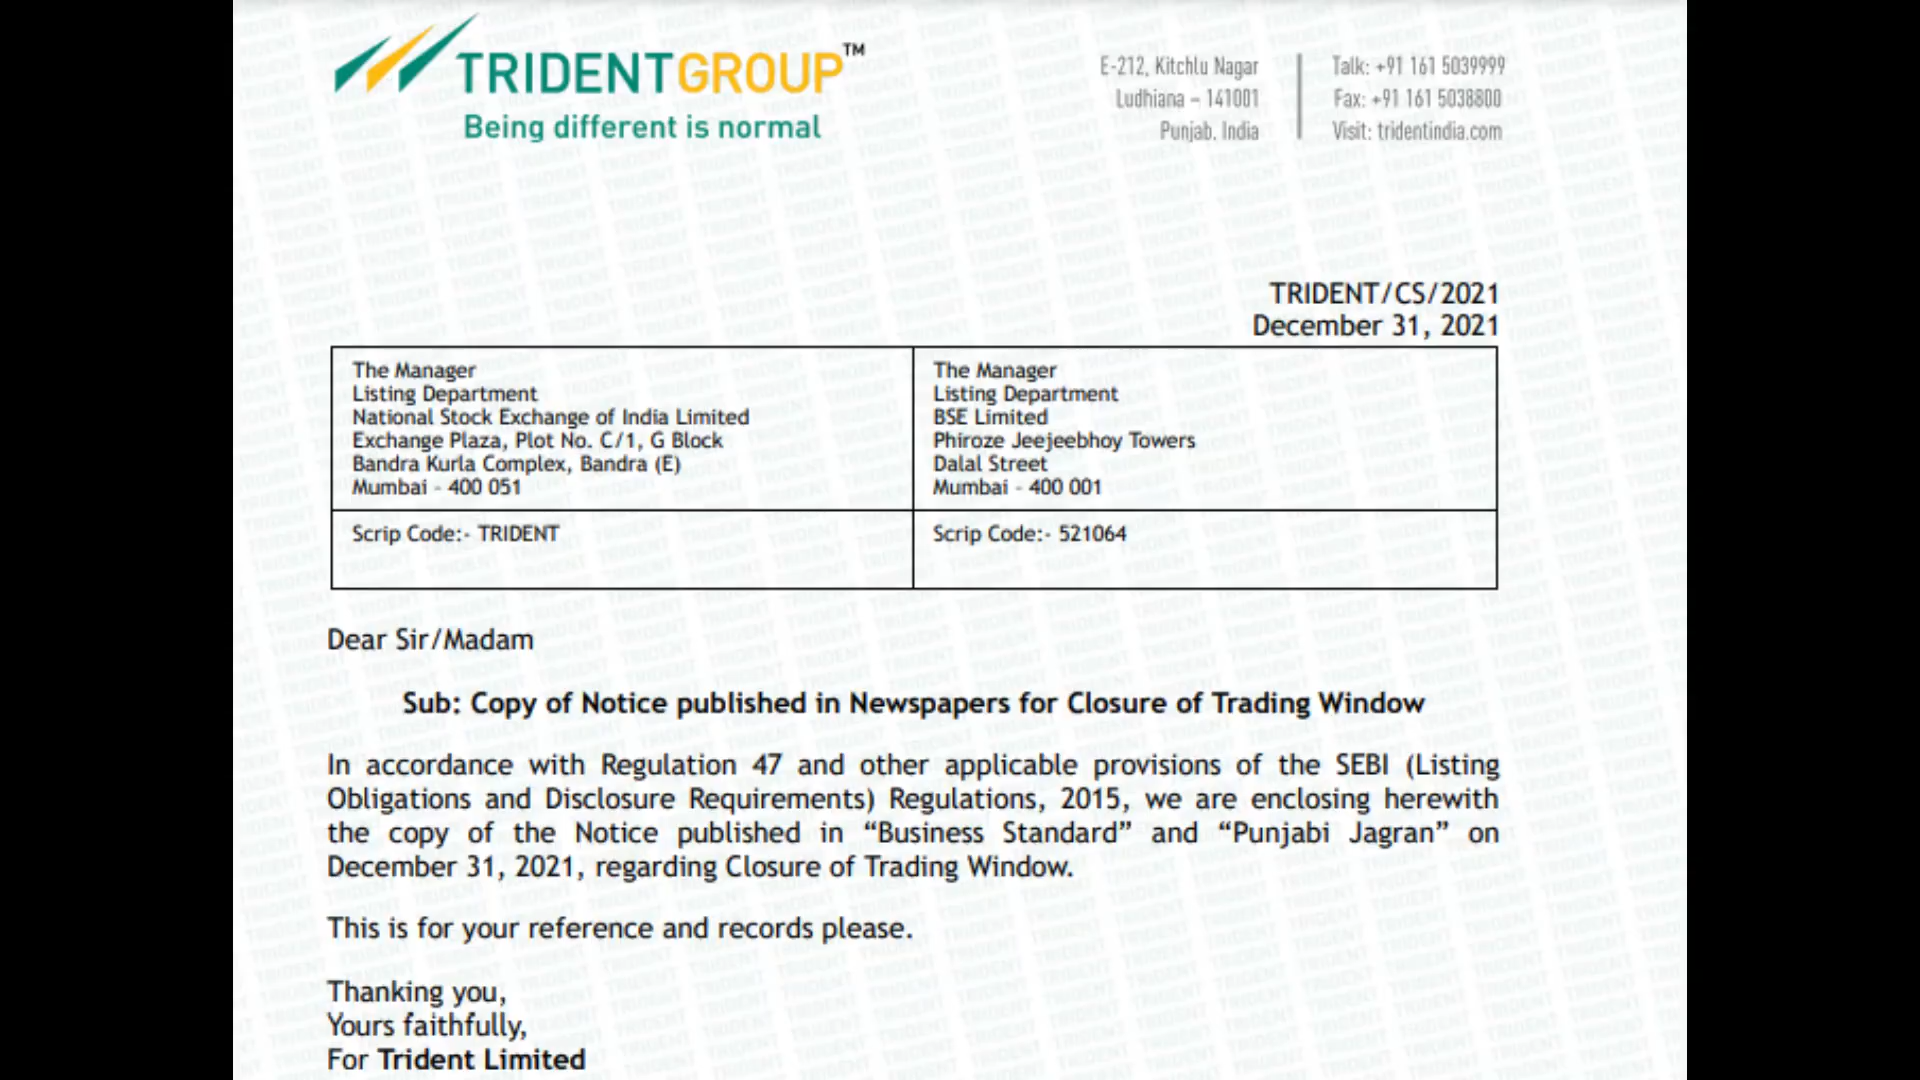 TRIDENTGROUP™
Being different is normal
E-212, Kitchlu Nagar
Ludhiana – 141001
Punjab. India
Talk: +91 161 5039999
Fax: +91 161 5038800
Visit: tridentindia.com
TRIDENT/CS/2021
December 31, 2021
The Manager
Listing Department
National Stock Exchange of India Limited
Exchange Plaza, Plot No. C/1, G Block
Bandra Kurla Complex, Bandra (E)
Mumbai – 400 051
The Manager
Listing Department
BSE Limited
Phiroze Jeejeebhoy Towers
Dalal Street
Mumbai – 400 001
Scrip Code:- TRIDENT
Scrip Code:- 521064
Dear Sir/Madam
Sub: Copy of Notice published in Newspapers for Closure of Trading Window
In accordance with Regulation 47 and other applicable provisions of the SEBI (Listing
Obligations and Disclosure Requirements) Regulations, 2015, we are enclosing herewith
the copy of the Notice published in “Business Standard” and “Punjabi Jagran” on
December 31, 2021, regarding Closure of Trading Window.
This is for your reference and records please.
Thanking you,
Yours faithfully,
For Trident Limited